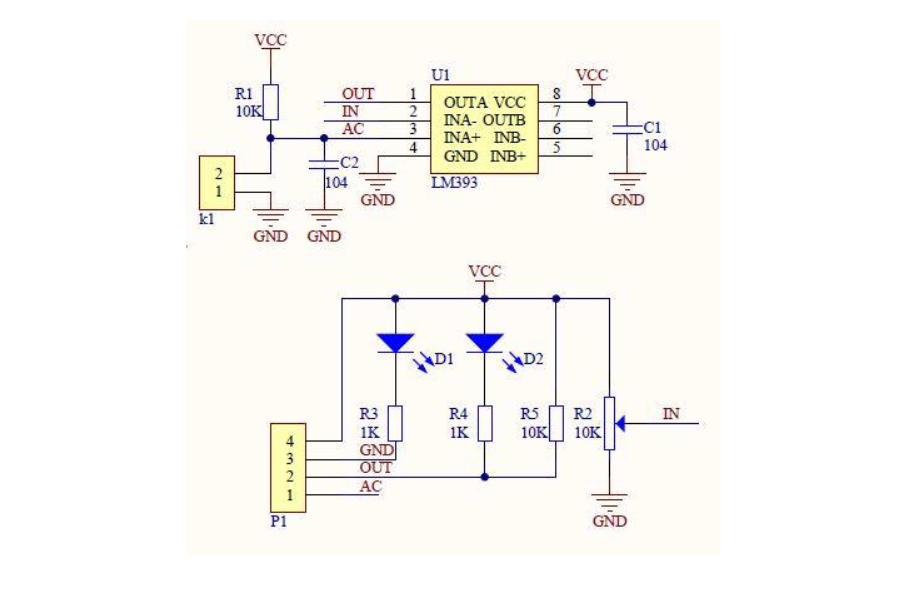 VCC
R1
10K
OUT
IN
AC
1
2
3
4
U1
OUTA VCC
INA- OUTB
INA+ INB-
GND INB+
LM393
8
7
6
5
VCC
C1
104
GND
GND
C2
104
2
1
k1
GND
GND
VCC
D1
D2
R3
1K
R4
1K
R5
10K
R2
10K
IN
GND
4
3
2
1
P1
GND
OUT
AC